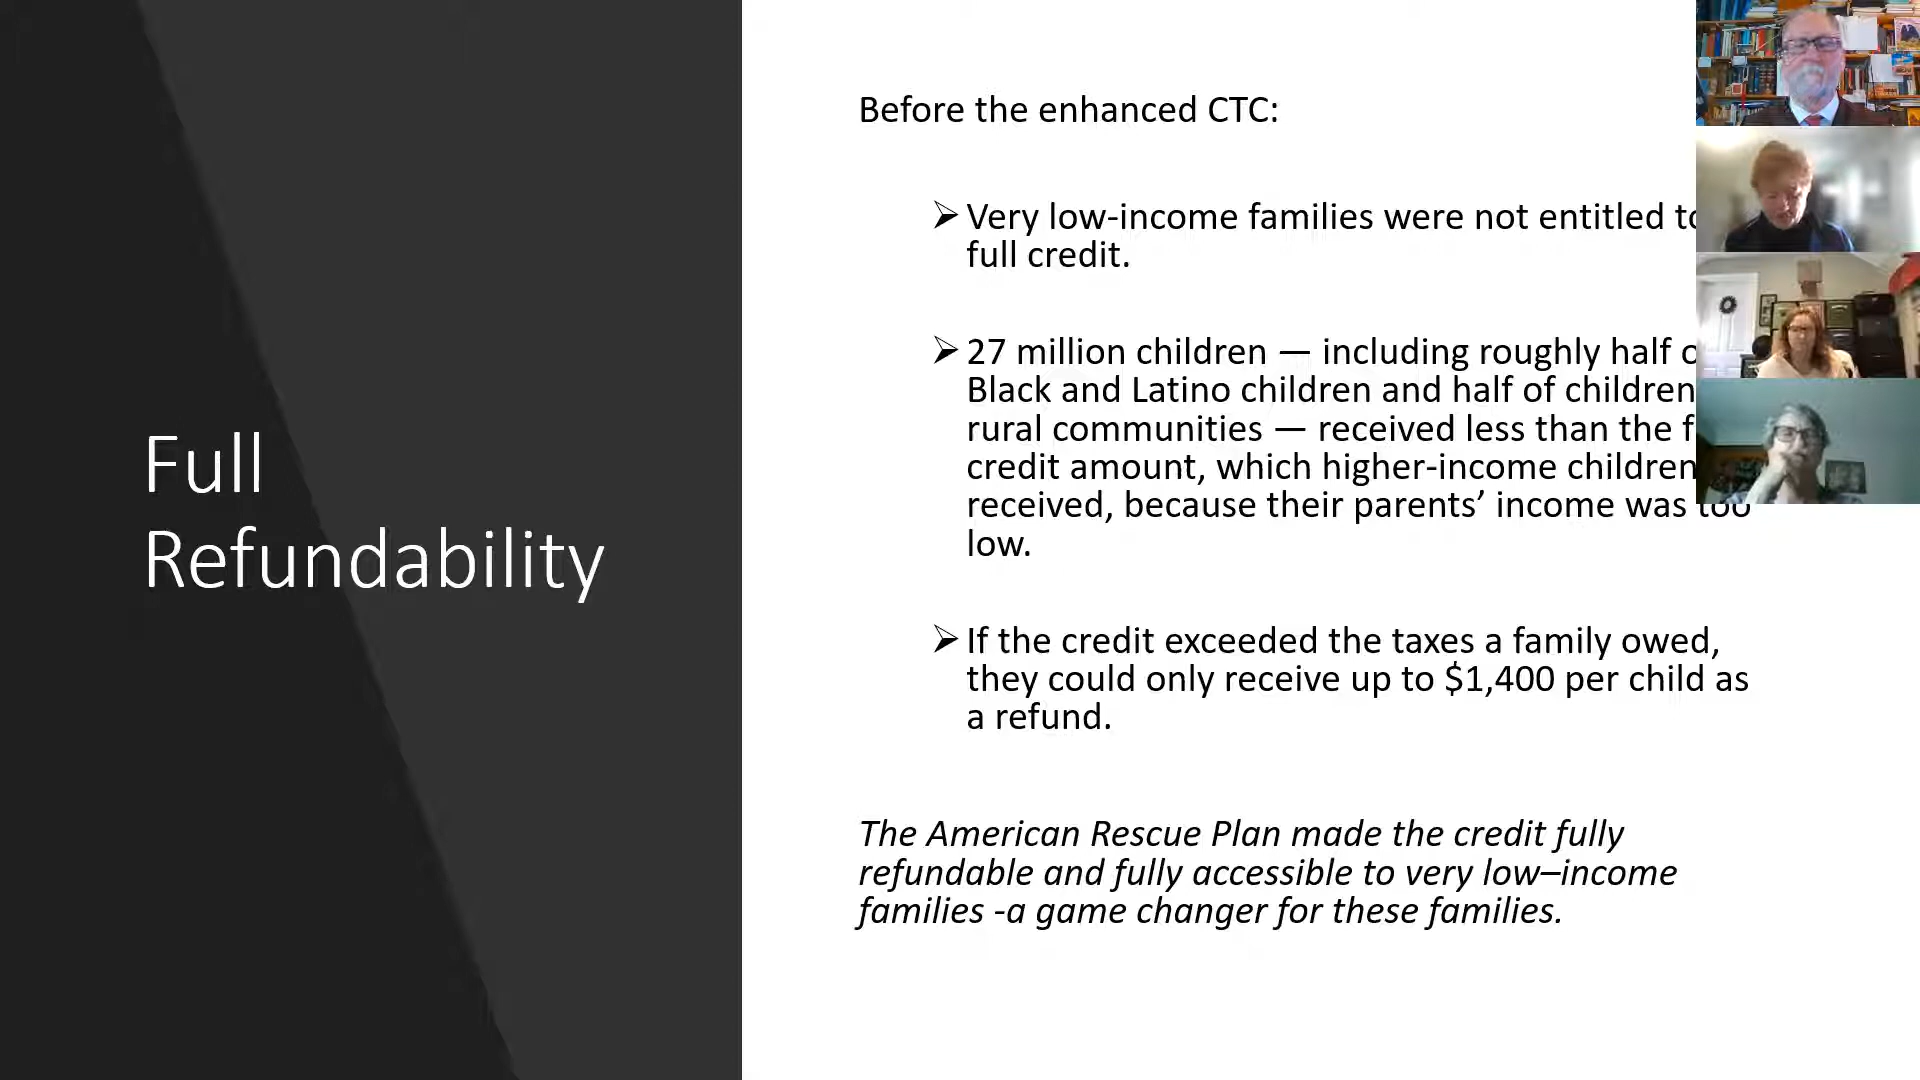 Full
Refundability
Before the enhanced CTC:
➢ Very low-income families were not entitled to
full credit.
➢ 27 million children — including roughly half
Black and Latino children and half of children
rural communities — received less than the
credit amount, which higher-income children
received, because their parents’ income was too
low.
➢ If the credit exceeded the taxes a family owed,
they could only receive up to $1,400 per child as
a refund.
The American Rescue Plan made the credit fully
refundable and fully accessible to very low–income
families -a game changer for these families.